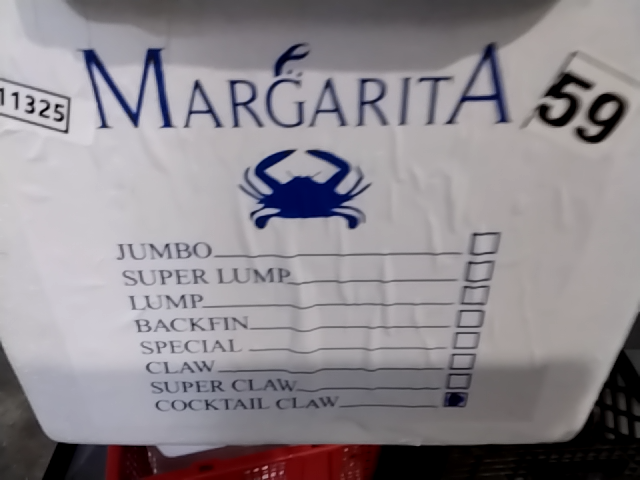 MARGARITA
11325
59
JUMBO
SUPER LUMP
LUMP
BACKFIN
SPECIAL
CLAW
SUPER CLAW
COCKTAIL CLAW